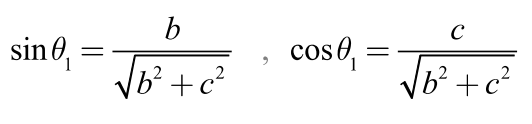 sinθ₁ = b / √(b² + c²) , cosθ₁ = c / √(b² + c²)